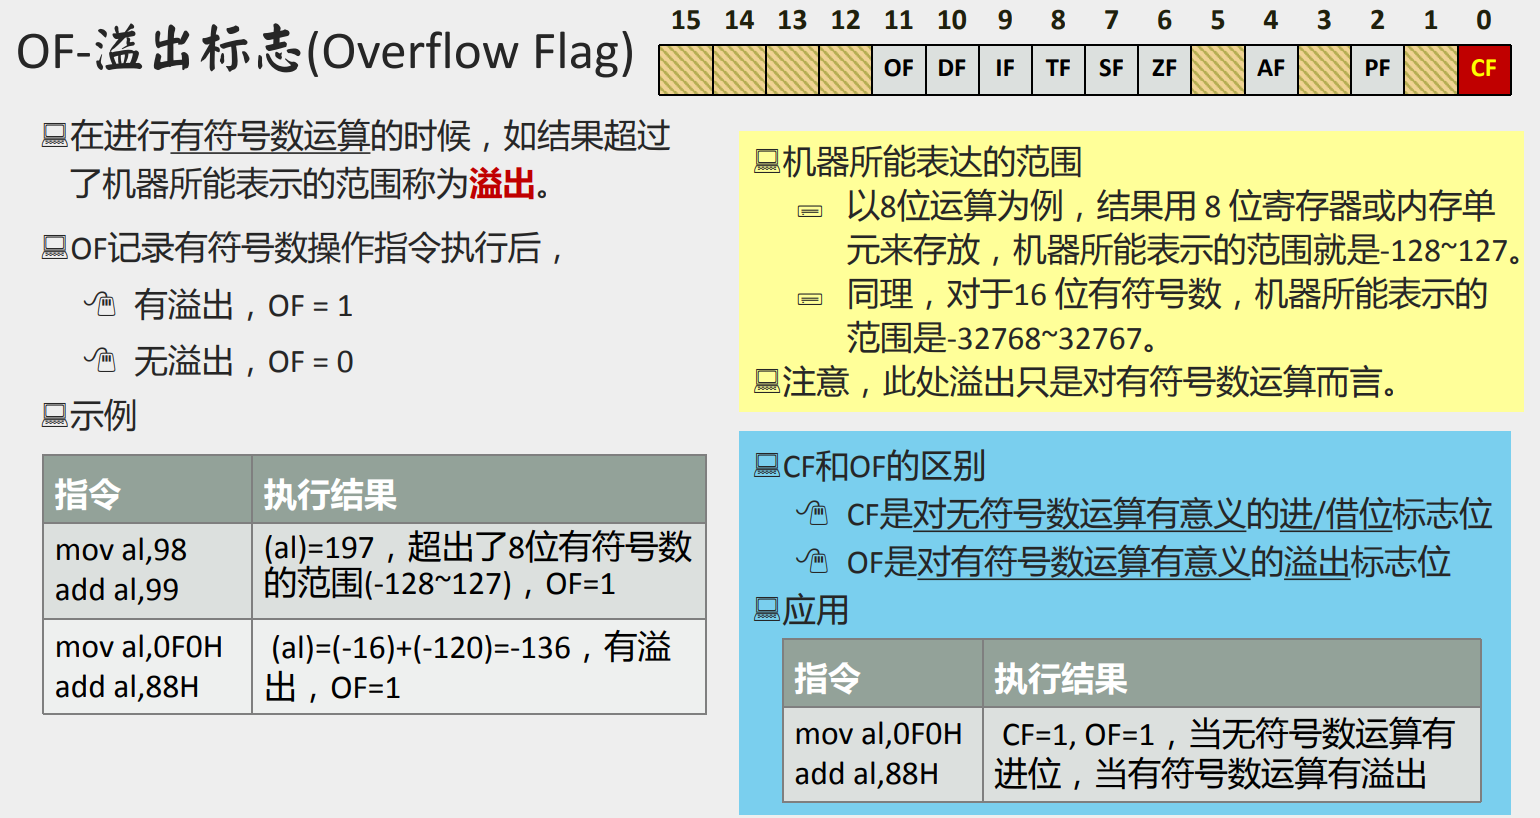 OF-溢出标志(Overflow Flag)
15 14 13 12 11 10 9 8 7 6 5 4 3 2 1 0
OF DF IF TF SF ZF AF PF CF
在进行有符号数运算的时候，如结果超过
了机器所能表示的范围称为溢出。
OF记录有符号数操作指令执行后，
有溢出，OF = 1
无溢出，OF = 0
示例
指令 执行结果
mov al,98
add al,99
(al)=197，超出了8位有符号数
的范围(-128~127)，OF=1
mov al,0F0H
add al,88H
(al)=(-16)+(-120)=-136，有溢
出，OF=1
机器所能表达的范围
以8位运算为例，结果用 8 位寄存器或内存单
元来存放，机器所能表示的范围就是-128~127。
同理，对于16 位有符号数，机器所能表示的
范围是-32768~32767。
注意，此处溢出只是对有符号数运算而言。
CF和OF的区别
CF是对无符号数运算有意义的进/借位标志位
OF是对有符号数运算有意义的溢出标志位
应用
指令 执行结果
mov al,0F0H
add al,88H
CF=1, OF=1，当无符号数运算有
进位，当有符号数运算有溢出